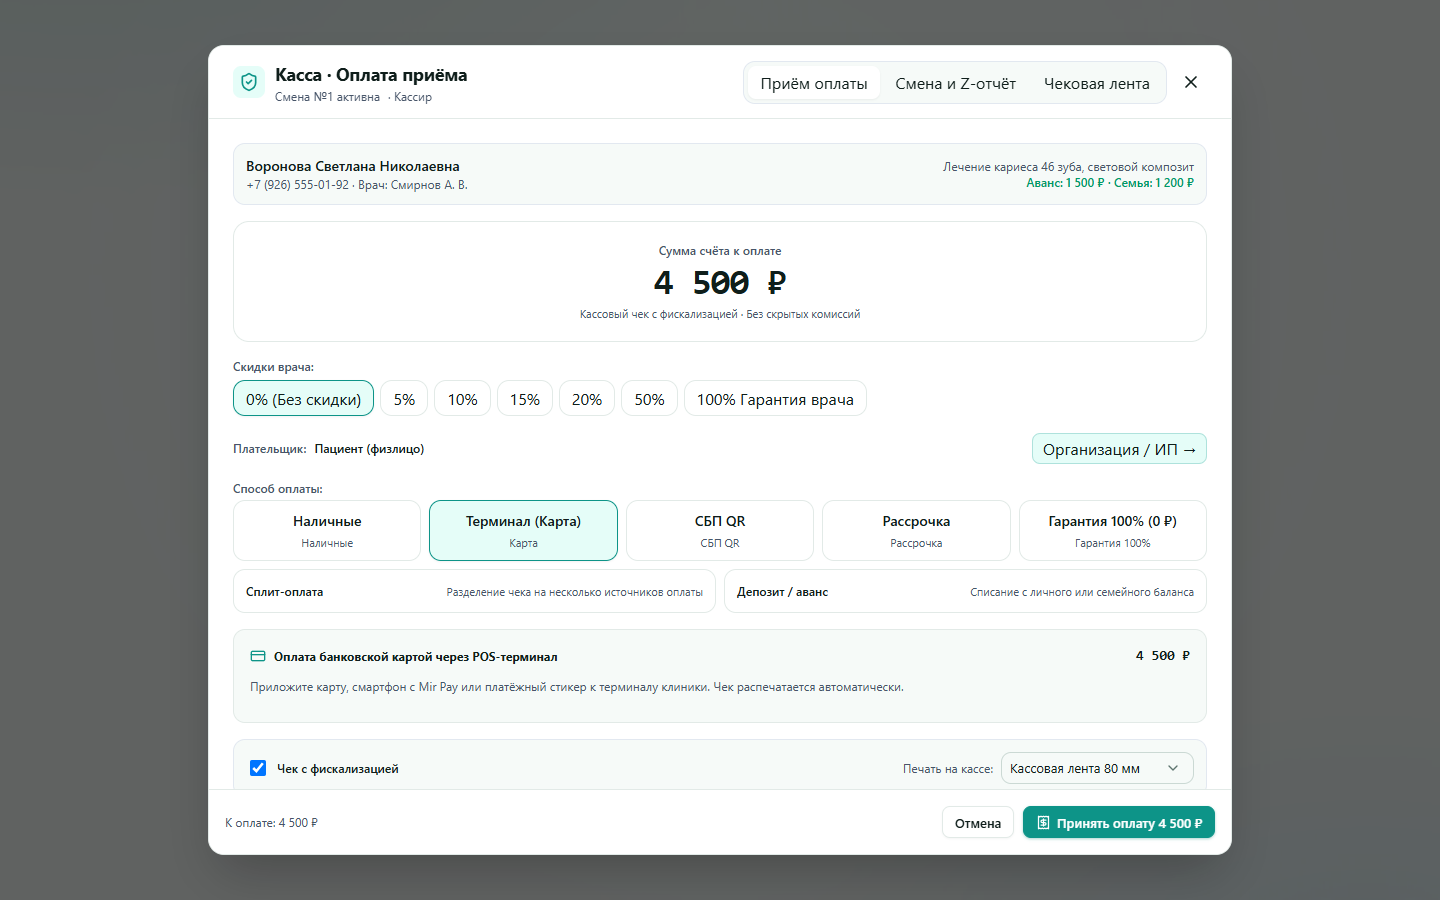 Касса · Оплата приёма
Смена №1 активна · Кассир
Приём оплаты
Смена и Z-отчёт
Чековая лента
Воронова Светлана Николаевна
+7 (926) 555-01-92 · Врач: Смирнов А. В.
Лечение кариеса 46 зуба, световой композит
Аванс: 1 500 ₽ · Семья: 1 200 ₽
Сумма счёта к оплате
4 500 ₽
Кассовый чек с фискализацией · Без скрытых комиссий
Скидки врача:
0% (Без скидки)
5%
10%
15%
20%
50%
100% Гарантия врача
Плательщик: Пациент (физлицо)
Организация / ИП →
Способ оплаты:
Наличные
Наличные
Терминал (Карта)
Карта
СБП QR
СБП QR
Рассрочка
Рассрочка
Гарантия 100% (0 ₽)
Гарантия 100%
Сплит-оплата
Разделение чека на несколько источников оплаты
Депозит / аванс
Списание с личного или семейного баланса
Оплата банковской картой через POS-терминал
4 500 ₽
Приложите карту, смартфон с Mir Pay или платёжный стикер к терминалу клиники. Чек распечатается автоматически.
Чек с фискализацией
Печать на кассе:
Кассовая лента 80 мм
К оплате: 4 500 ₽
Отмена
Принять оплату 4 500 ₽